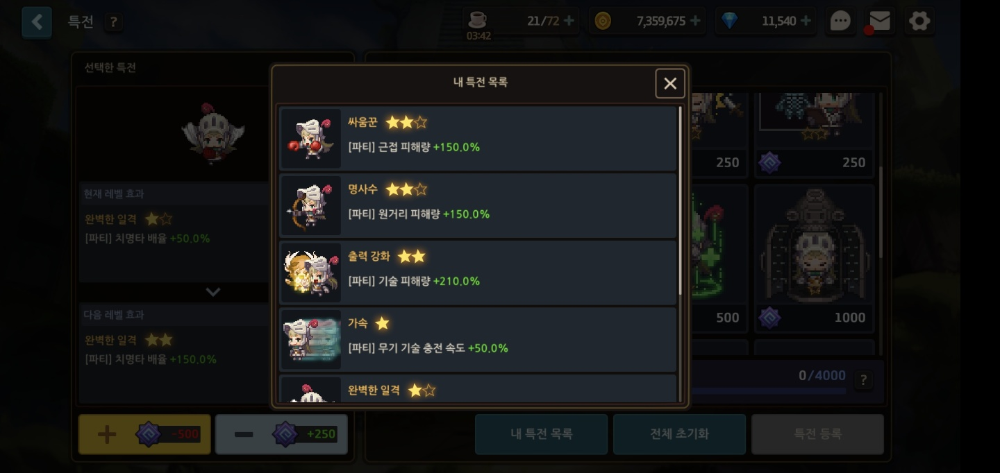 특전 ?
03:42
21/72 +
7,359,675 +
11,540 +
선택한 특전
현재 레벨 효과
완벽한 일격
[파티] 치명타 배율 +50.0%
다음 레벨 효과
완벽한 일격
[파티] 치명타 배율 +150.0%
-500
+250
내 특전 목록
싸움꾼
[파티] 근접 피해량 +150.0%
명사수
[파티] 원거리 피해량 +150.0%
출력 강화
[파티] 기술 피해량 +210.0%
가속
[파티] 무기 기술 충전 속도 +50.0%
완벽한 일격
250
250
500
1000
0/4000 ?
내 특전 목록
전체 초기화
특전 등록